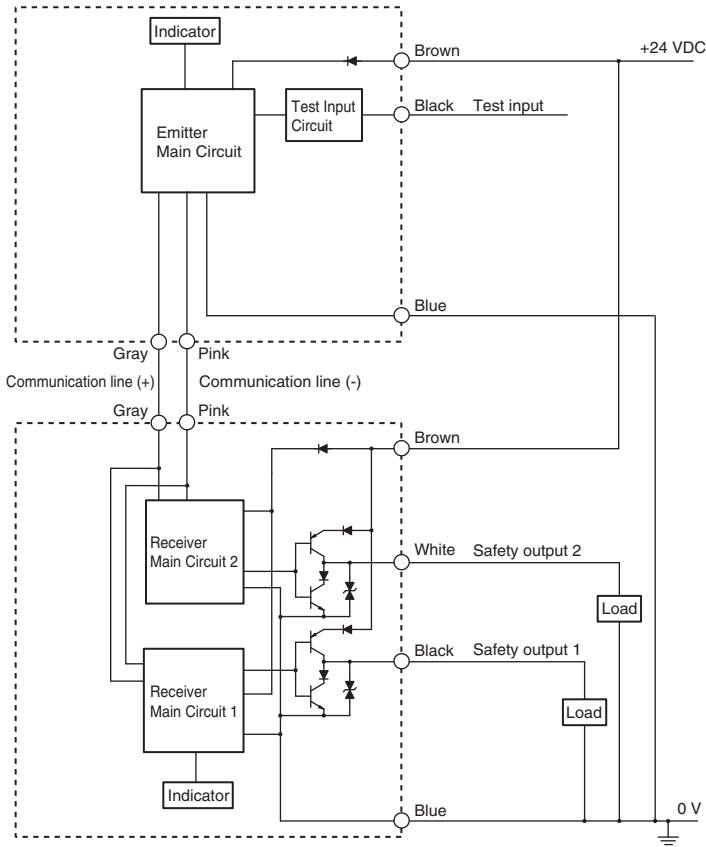 Indicator
Brown
+24 VDC
Emitter
Main Circuit
Test Input
Circuit
Black
Test input
Blue
Gray
Pink
Communication line (+)
Communication line (-)
Gray
Pink
Brown
Receiver
Main Circuit 2
White
Safety output 2
Load
Receiver
Main Circuit 1
Black
Safety output 1
Load
Indicator
Blue
0 V